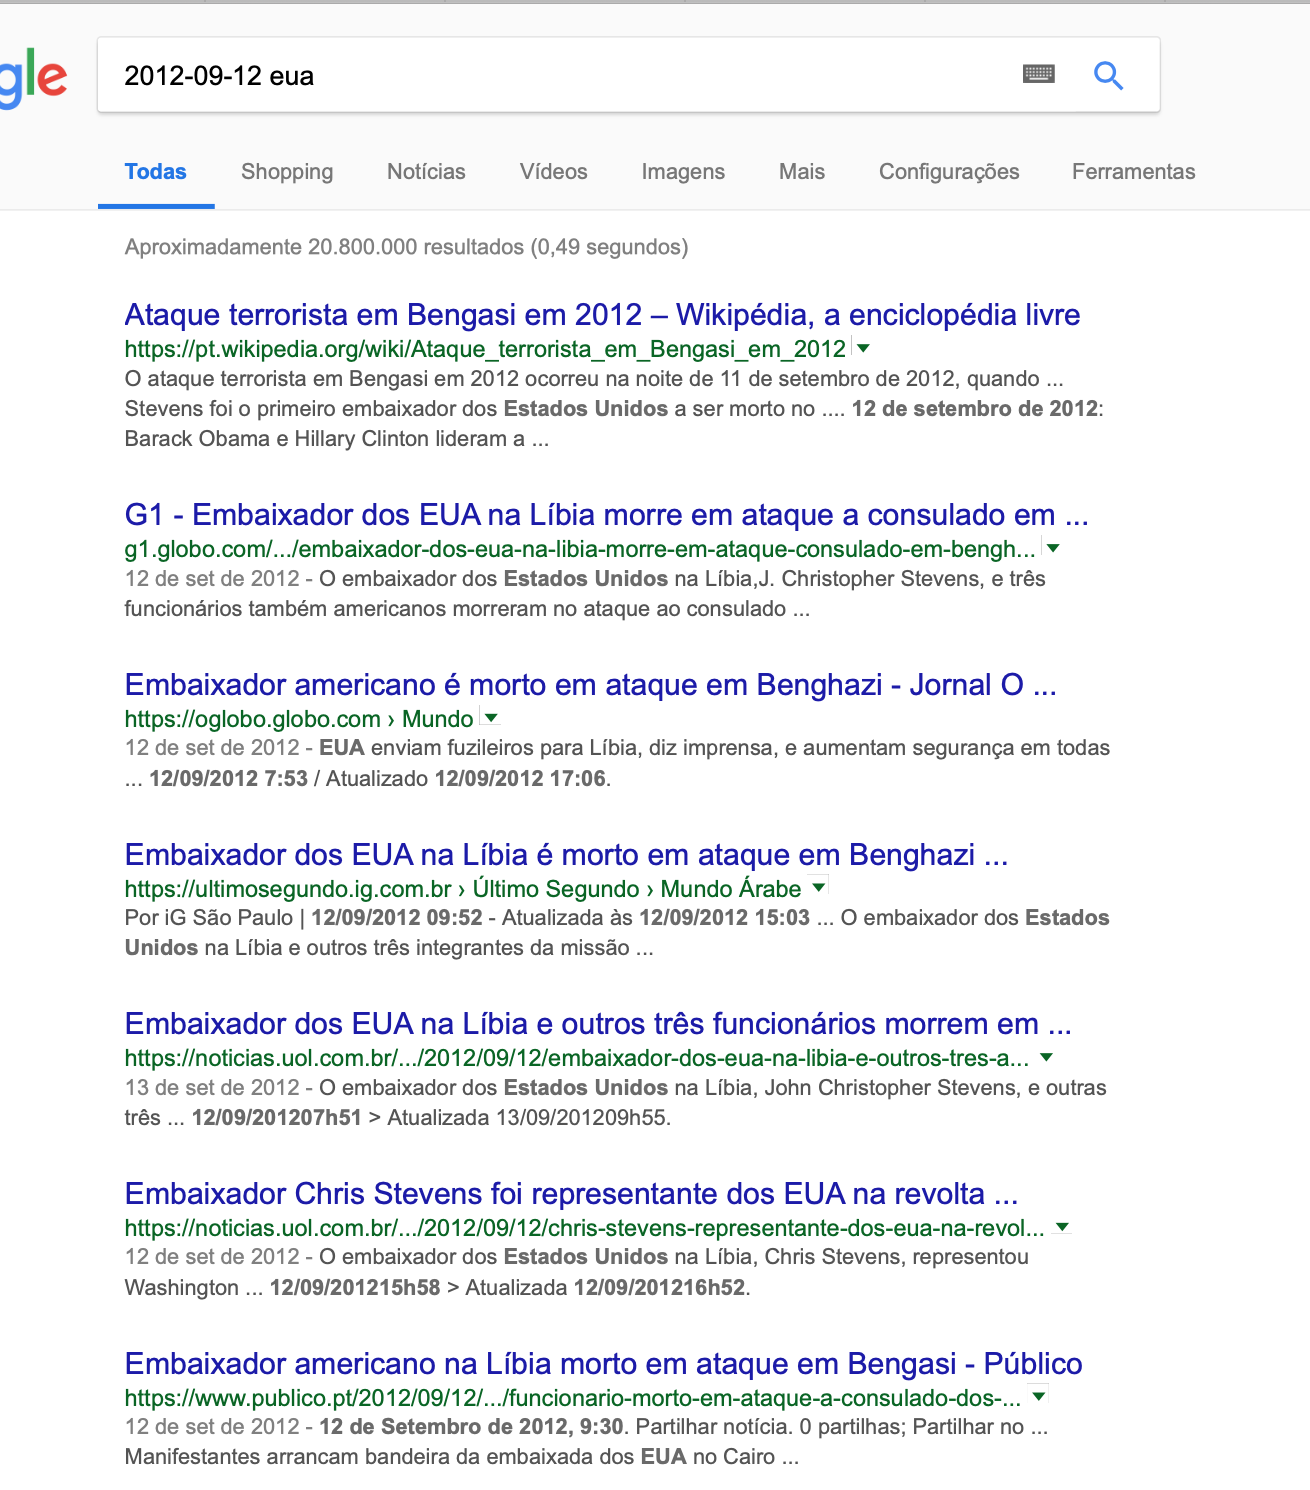 gle
2012-09-12 eua
Todas Shopping Notícias Vídeos Imagens Mais Configurações Ferramentas
Aproximadamente 20.800.000 resultados (0,49 segundos)
Ataque terrorista em Bengasi em 2012 – Wikipédia, a enciclopédia livre
https://pt.wikipedia.org/wiki/Ataque_terrorista_em_Bengasi_em_2012
O ataque terrorista em Bengasi em 2012 ocorreu na noite de 11 de setembro de 2012, quando ...
Stevens foi o primeiro embaixador dos Estados Unidos a ser morto no .... 12 de setembro de 2012:
Barack Obama e Hillary Clinton lideram a ...
G1 - Embaixador dos EUA na Líbia morre em ataque a consulado em ...
g1.globo.com/.../embaixador-dos-eua-na-libia-morre-em-ataque-consulado-em-bengh...
12 de set de 2012 - O embaixador dos Estados Unidos na Líbia,J. Christopher Stevens, e três
funcionários também americanos morreram no ataque ao consulado ...
Embaixador americano é morto em ataque em Benghazi - Jornal O ...
https://oglobo.globo.com › Mundo
12 de set de 2012 - EUA enviam fuzileiros para Líbia, diz imprensa, e aumentam segurança em todas
... 12/09/2012 7:53 / Atualizado 12/09/2012 17:06.
Embaixador dos EUA na Líbia é morto em ataque em Benghazi ...
https://ultimosegundo.ig.com.br › Último Segundo › Mundo Árabe
Por iG São Paulo | 12/09/2012 09:52 - Atualizada às 12/09/2012 15:03 ... O embaixador dos Estados
Unidos na Líbia e outros três integrantes da missão ...
Embaixador dos EUA na Líbia e outros três funcionários morrem em ...
https://noticias.uol.com.br/.../2012/09/12/embaixador-dos-eua-na-libia-e-outros-tres-a...
13 de set de 2012 - O embaixador dos Estados Unidos na Líbia, John Christopher Stevens, e outras
três ... 12/09/201207h51 > Atualizada 13/09/201209h55.
Embaixador Chris Stevens foi representante dos EUA na revolta ...
https://noticias.uol.com.br/.../2012/09/12/chris-stevens-representante-dos-eua-na-revol...
12 de set de 2012 - O embaixador dos Estados Unidos na Líbia, Chris Stevens, representou
Washington ... 12/09/201215h58 > Atualizada 12/09/201216h52.
Embaixador americano na Líbia morto em ataque em Bengasi - Público
https://www.publico.pt/2012/09/12/.../funcionario-morto-em-ataque-a-consulado-dos-...
12 de set de 2012 - 12 de Setembro de 2012, 9:30. Partilhar notícia. 0 partilhas; Partilhar no ...
Manifestantes arrancam bandeira da embaixada dos EUA no Cairo ...